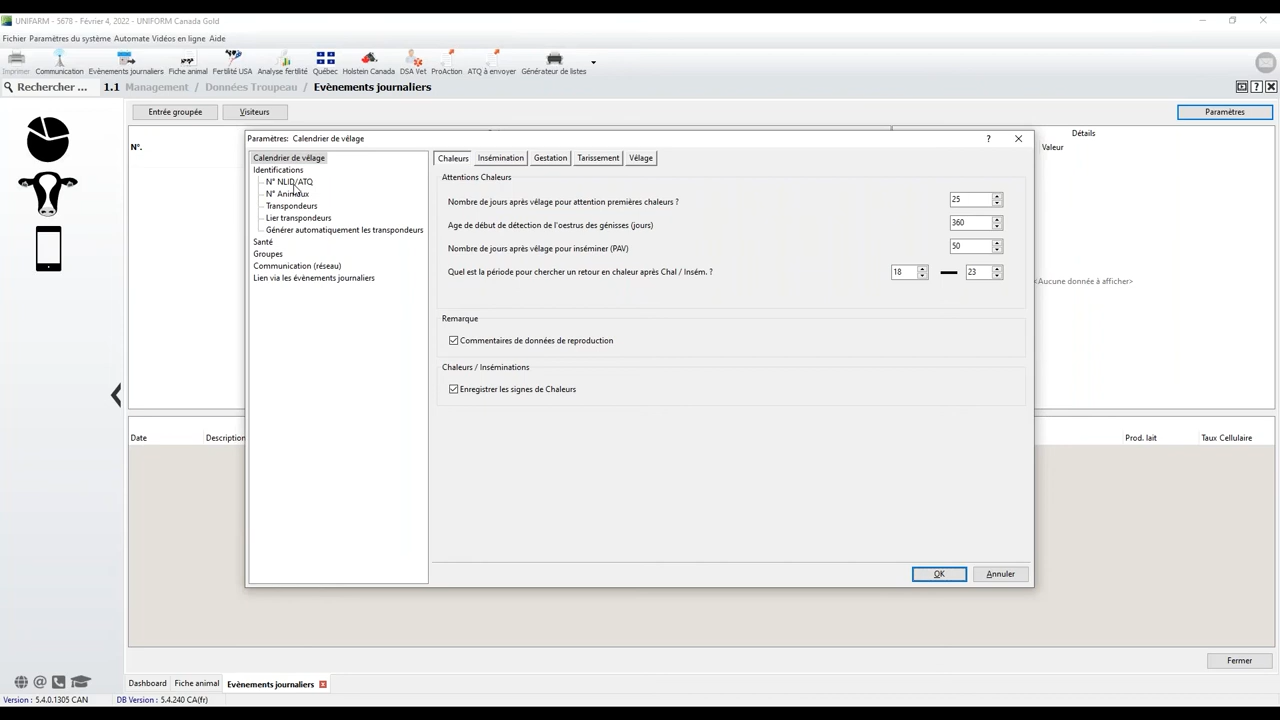 UNIFARM - 5678 - Février 4, 2022 - UNIFORM Canada Gold
Fichier Paramètres du système Automate Vidéos en ligne Aide
Imprimer Communication Evènements journaliers Fiche animal Fertilité USA Analyse fertilité Québec Holstein Canada DSA Vet ProAction ATQ à envoyer Générateur de listes
Rechercher ... 1.1 Management / Données Troupeau / Evènements journaliers
Entrée groupée Visiteurs Paramètres
Détails
N°. Valeur
Paramètres: Calendrier de vêlage
Calendrier de vêlage
Identifications
N° NLID/ATQ
N° Animaux
Transpondeurs
Lier transpondeurs
Générer automatiquement les transpondeurs
Santé
Groupes
Communication (réseau)
Lien via les évènements journaliers
Chaleurs Insémination Gestation Tarissement Vêlage
Attentions Chaleurs
Nombre de jours après vêlage pour attention premières chaleurs ? 25
Age de début de détection de l'oestrus des génisses (jours) 360
Nombre de jours après vêlage pour inséminer (PAV) 50
Quel est la période pour chercher un retour en chaleur après Chal / Insém. ? 18 23
Remarque
Commentaires de données de reproduction
Chaleurs / Inséminations
Enregistrer les signes de Chaleurs
OK Annuler
<Aucune donnée à afficher>
Date Description Prod. lait Taux Cellulaire
Fermer
Dashboard Fiche animal Evènements journaliers
Version : 5.4.0.1305 CAN DB Version : 5.4.240 CA(fr)